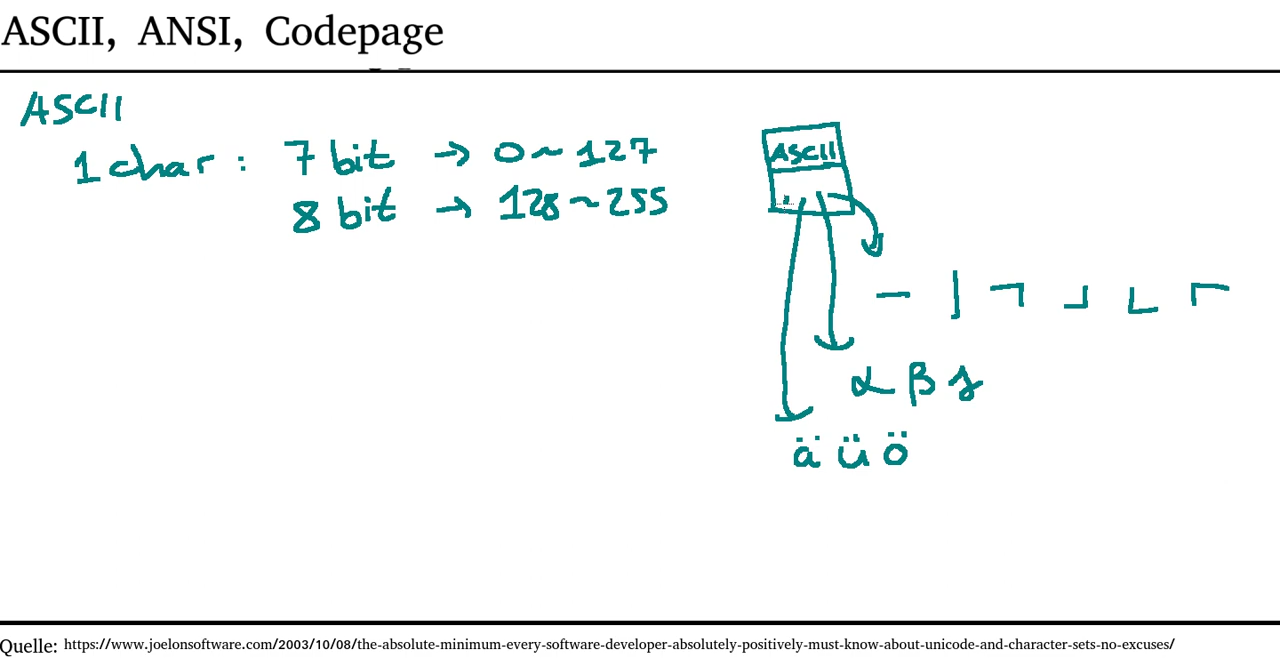 ASCII, ANSI, Codepage
ASCII
1 char: 7 bit → 0~127
8 bit → 128~255
ASCII
α β γ
ä ü ö
Quelle: https://www.joelonsoftware.com/2003/10/08/the-absolute-minimum-every-software-developer-absolutely-positively-must-know-about-unicode-and-character-sets-no-excuses/